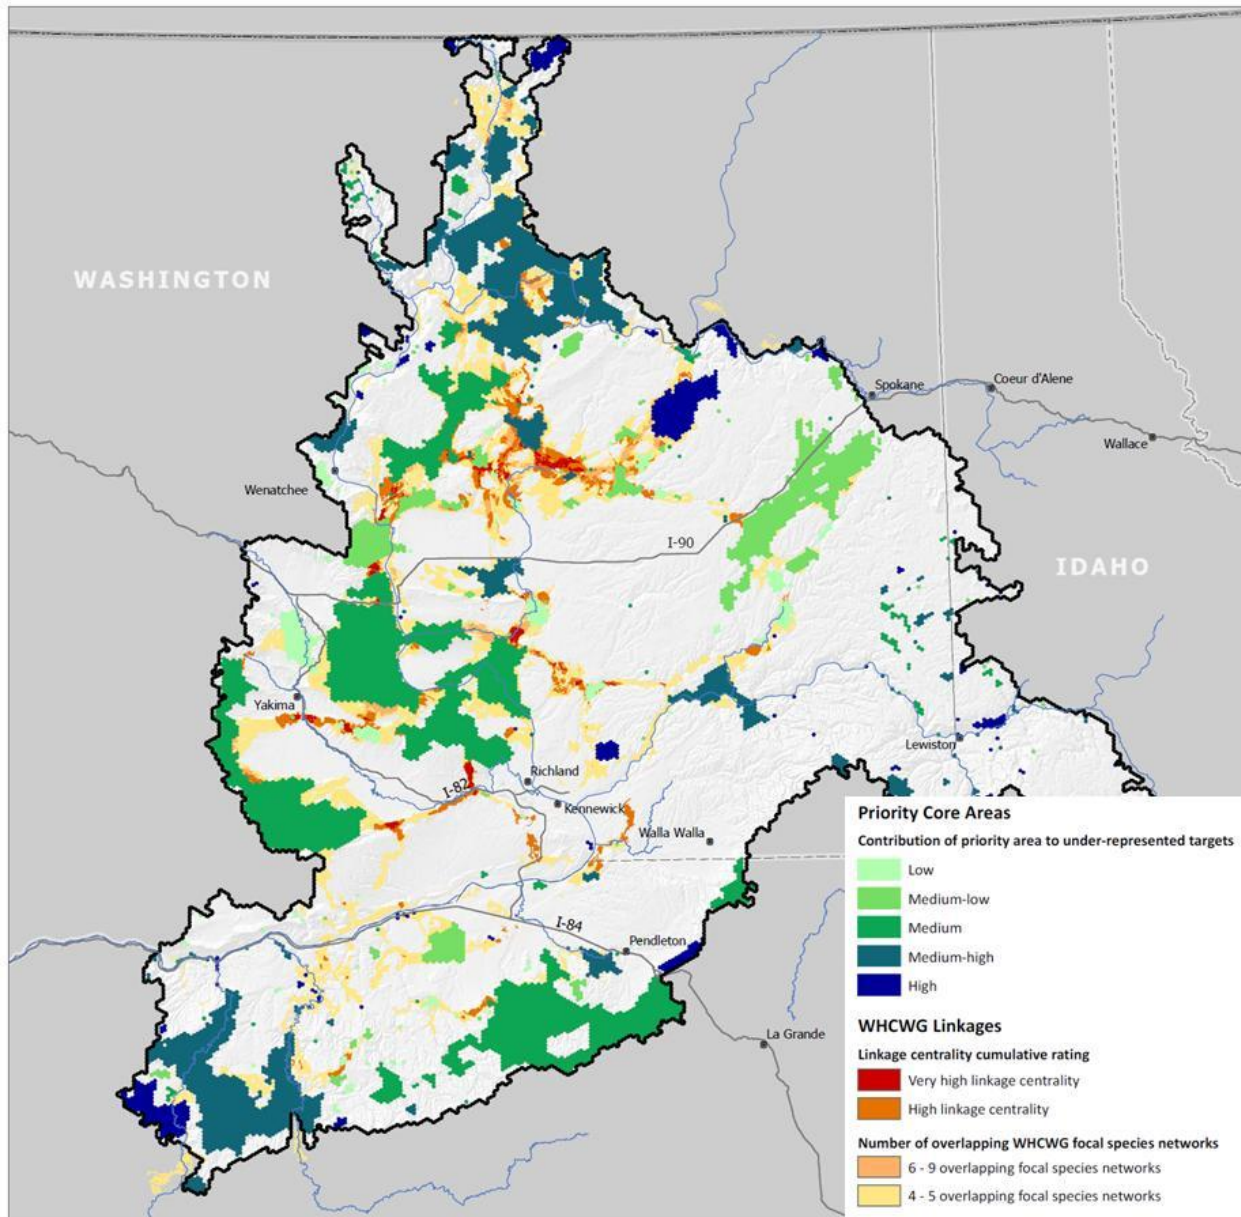 WASHINGTON
Spokane
Coeur d'Alene
Wallace
Wenatchee
I-90
IDAHO
Yakima
Lewiston
Richland
I-82
Kennewick
Walla Walla
I-84
Pendleton
La Grande
Priority Core Areas
Contribution of priority area to under-represented targets
Low
Medium-low
Medium
Medium-high
High
WHCWG Linkages
Linkage centrality cumulative rating
Very high linkage centrality
High linkage centrality
Number of overlapping WHCWG focal species networks
6 - 9 overlapping focal species networks
4 - 5 overlapping focal species networks